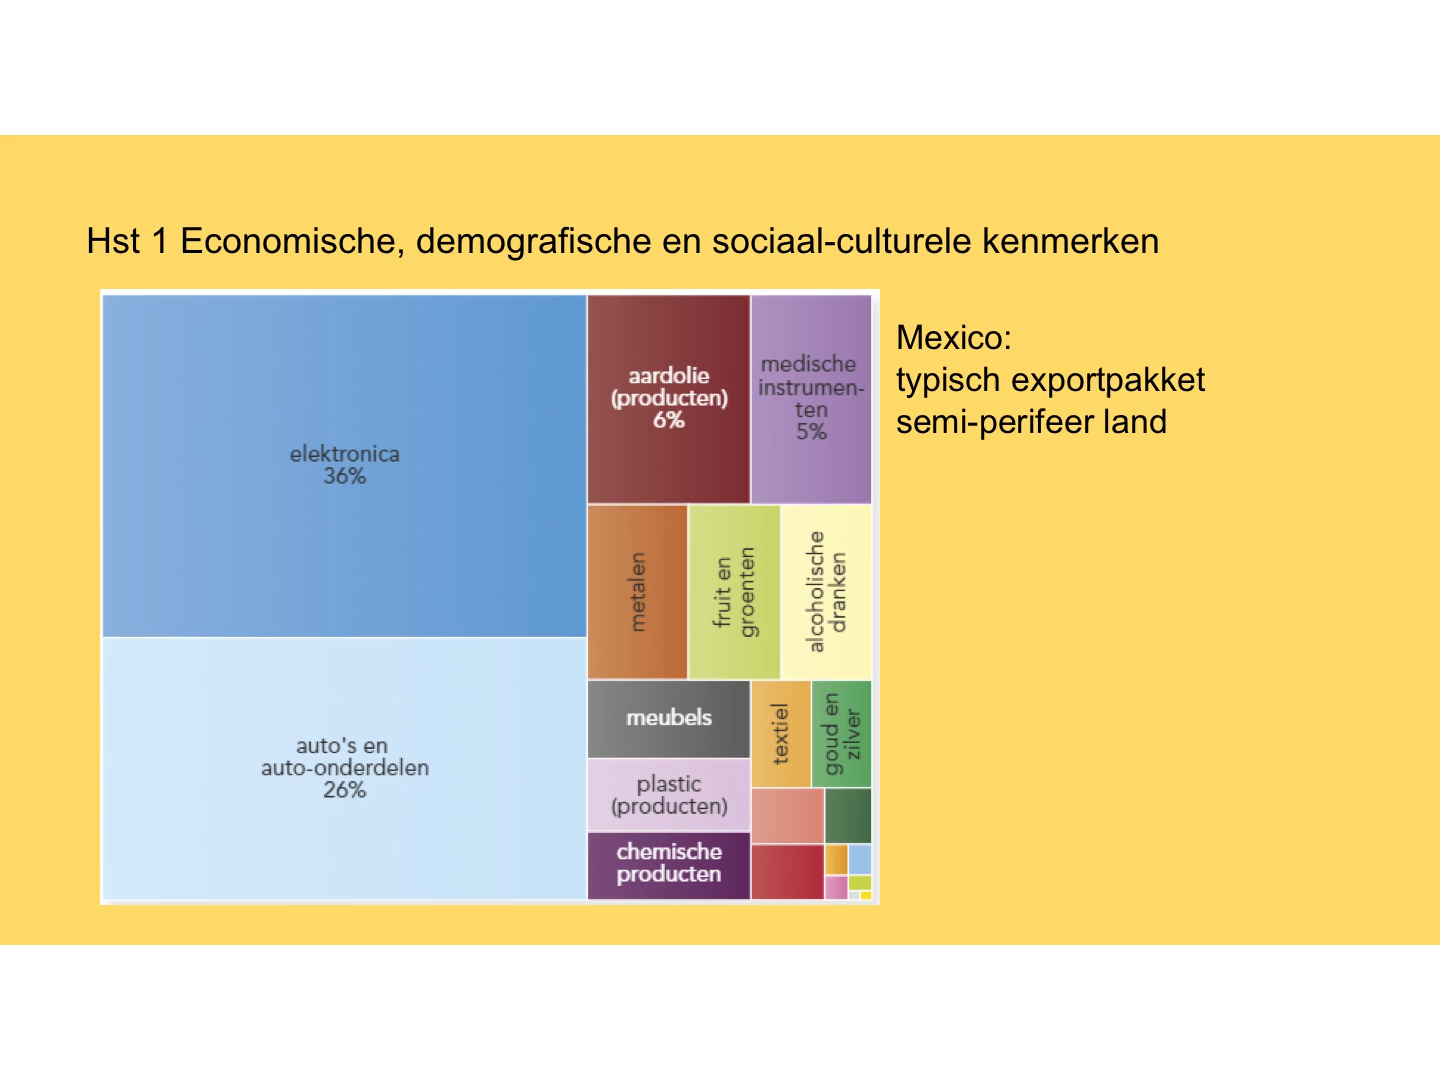 Hst 1 Economische, demografische en sociaal-culturele kenmerken
elektronica
36%
auto's en
auto-onderdelen
26%
aardolie
(producten)
6%
medische
instrumen-
ten
5%
metalen
fruit en
groenten
alcoholische
dranken
meubels
plastic
(producten)
chemische
producten
textiel
goud en
zilver
Mexico:
typisch exportpakket
semi-perifeer land